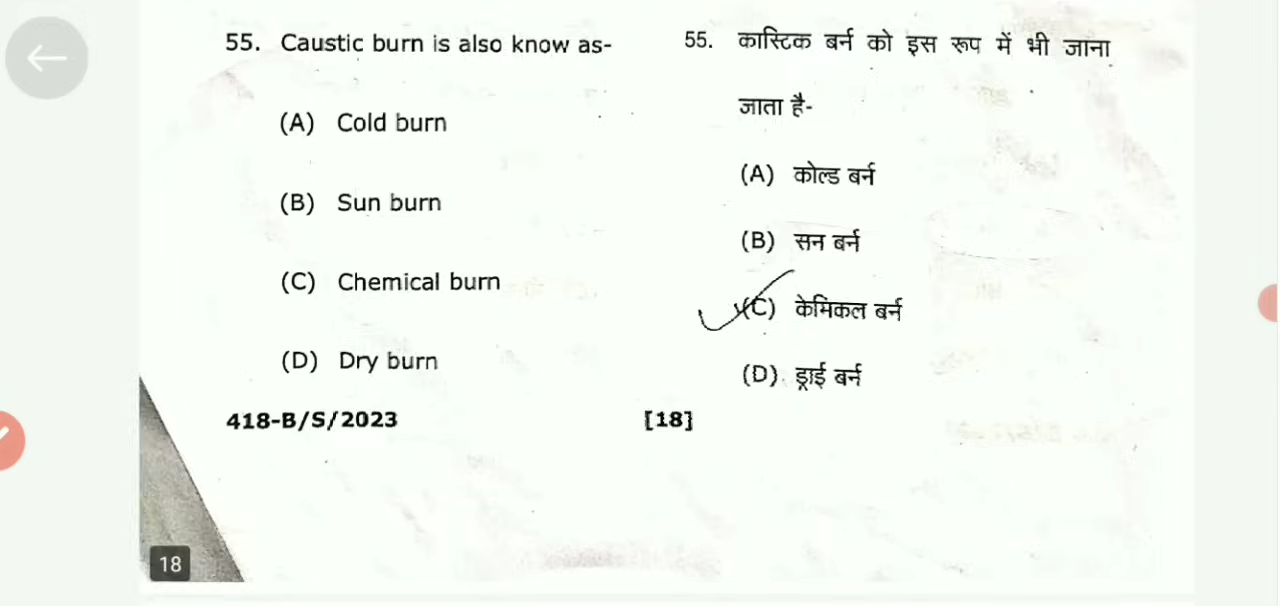 55. Caustic burn is also know as-
(A) Cold burn
(B) Sun burn
(C) Chemical burn
(D) Dry burn
418-B/S/2023
55. कास्टिक बर्न को इस रूप में भी जाना
जाता है-
(A) कोल्ड बर्न
(B) सन बर्न
(C) केमिकल बर्न
(D) ड्राई बर्न
[18]
18